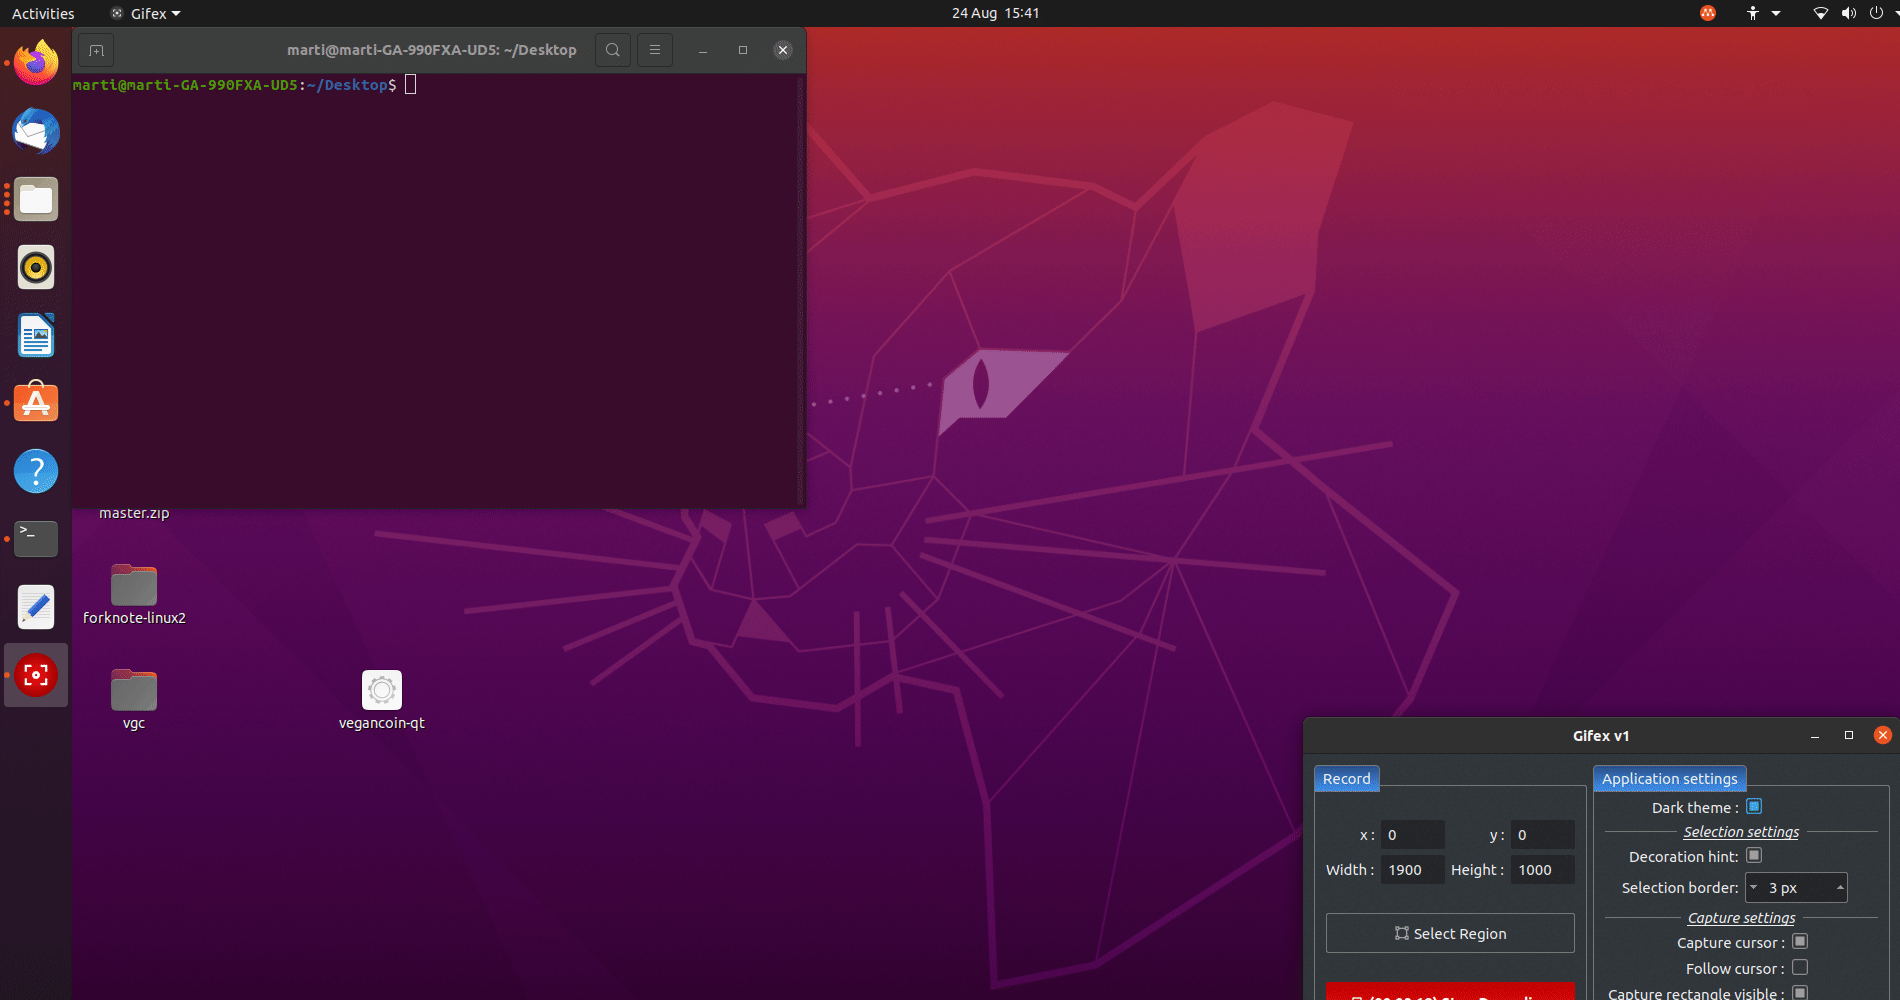 Activities
Gifex
24 Aug 15:41
marti@marti-GA-990FXA-UD5: ~/Desktop
marti@marti-GA-990FXA-UD5:~/Desktop$
>_
master.zip
forknote-linux2
vgc
vegancoin-qt
Gifex v1
Record
x : 0 y : 0
Width : 1900 Height : 1000
Select Region
Application settings
Dark theme :
Selection settings
Decoration hint:
Selection border: 3 px
Capture settings
Capture cursor :
Follow cursor :
Capture rectangle visible :